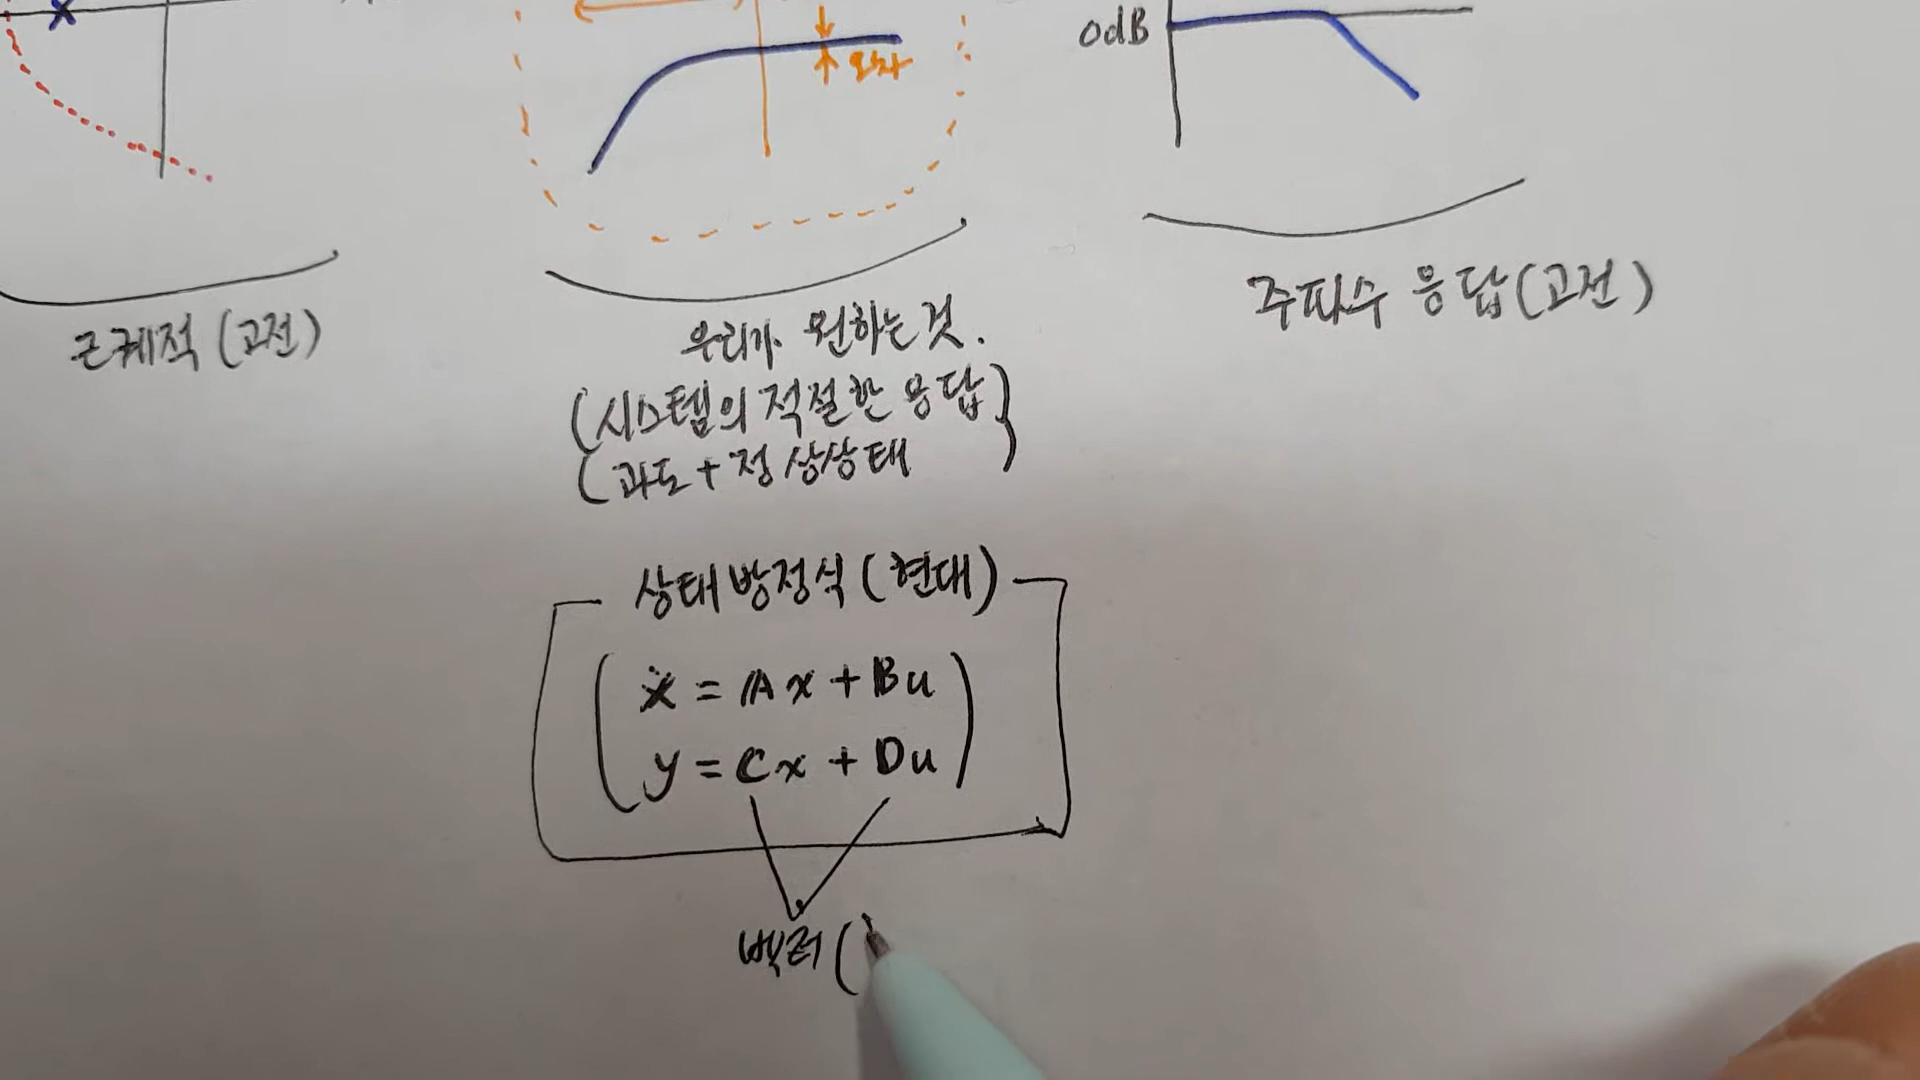 0dB
오차
근궤적 (고전)
우리가 원하는 것.
(시스템의 적절한 응답)
(과도 + 정상상태
주파수 응답 (고전)
상태방정식 (현대)
ẋ = Ax + Bu
y = Cx + Du
벡터 (